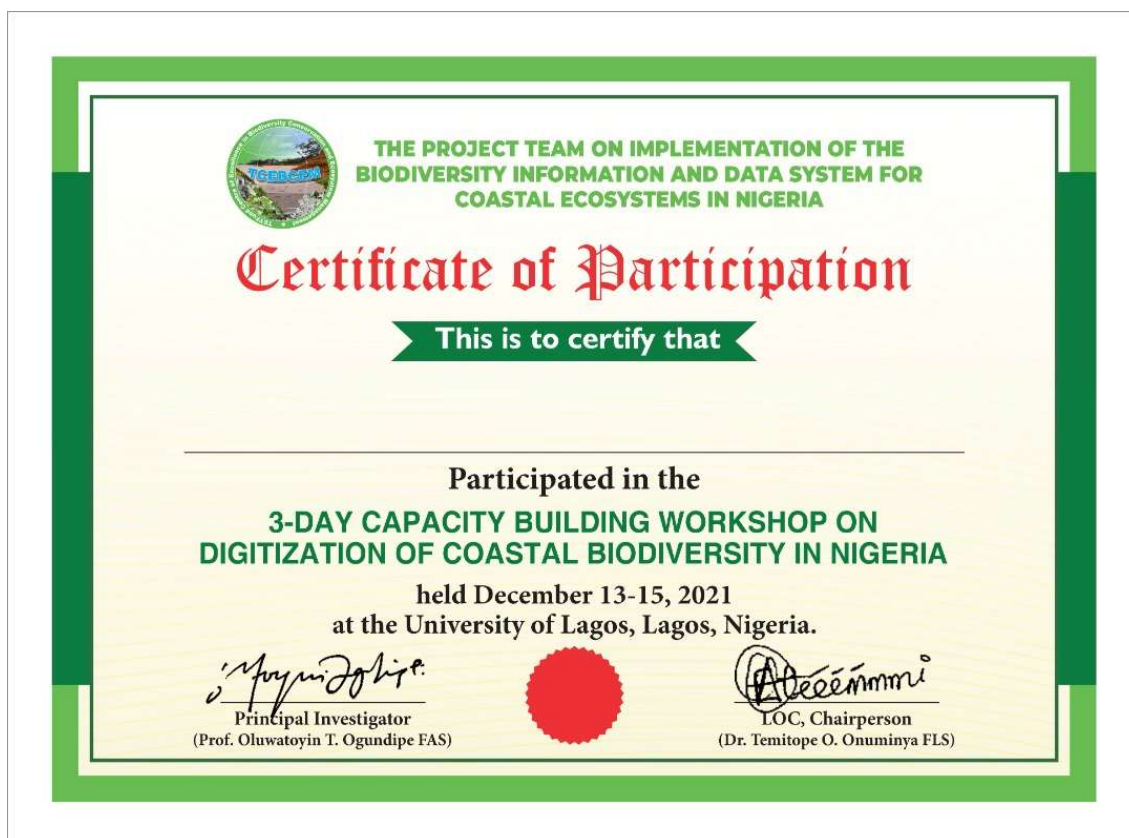 TCEBCEM
THE PROJECT TEAM ON IMPLEMENTATION OF THE
BIODIVERSITY INFORMATION AND DATA SYSTEM FOR
COASTAL ECOSYSTEMS IN NIGERIA
Certificate of Participation
This is to certify that
Participated in the
3-DAY CAPACITY BUILDING WORKSHOP ON
DIGITIZATION OF COASTAL BIODIVERSITY IN NIGERIA
held December 13-15, 2021
at the University of Lagos, Lagos, Nigeria.
Principal Investigator
(Prof. Oluwatoyin T. Ogundipe FAS)
LOC, Chairperson
(Dr. Temitope O. Onuminya FLS)